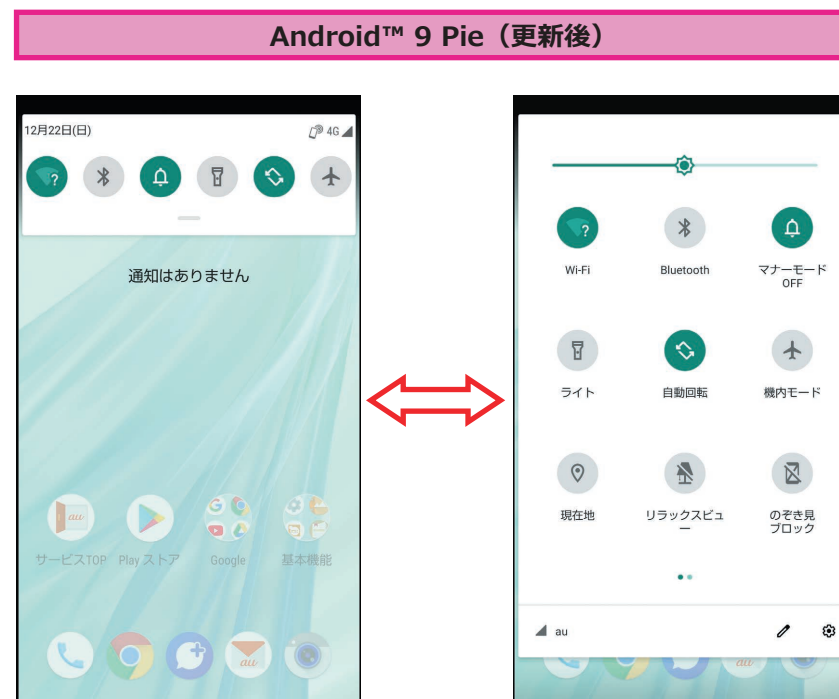 Android™ 9 Pie（更新後）
12月22日(日)
4G
通知はありません
au
サービスTOP
Play ストア
Google
基本機能
au
Wi-Fi
Bluetooth
マナーモード
OFF
ライト
自動回転
機内モード
現在地
リラックスビュ
ー
のぞき見
ブロック
au
au